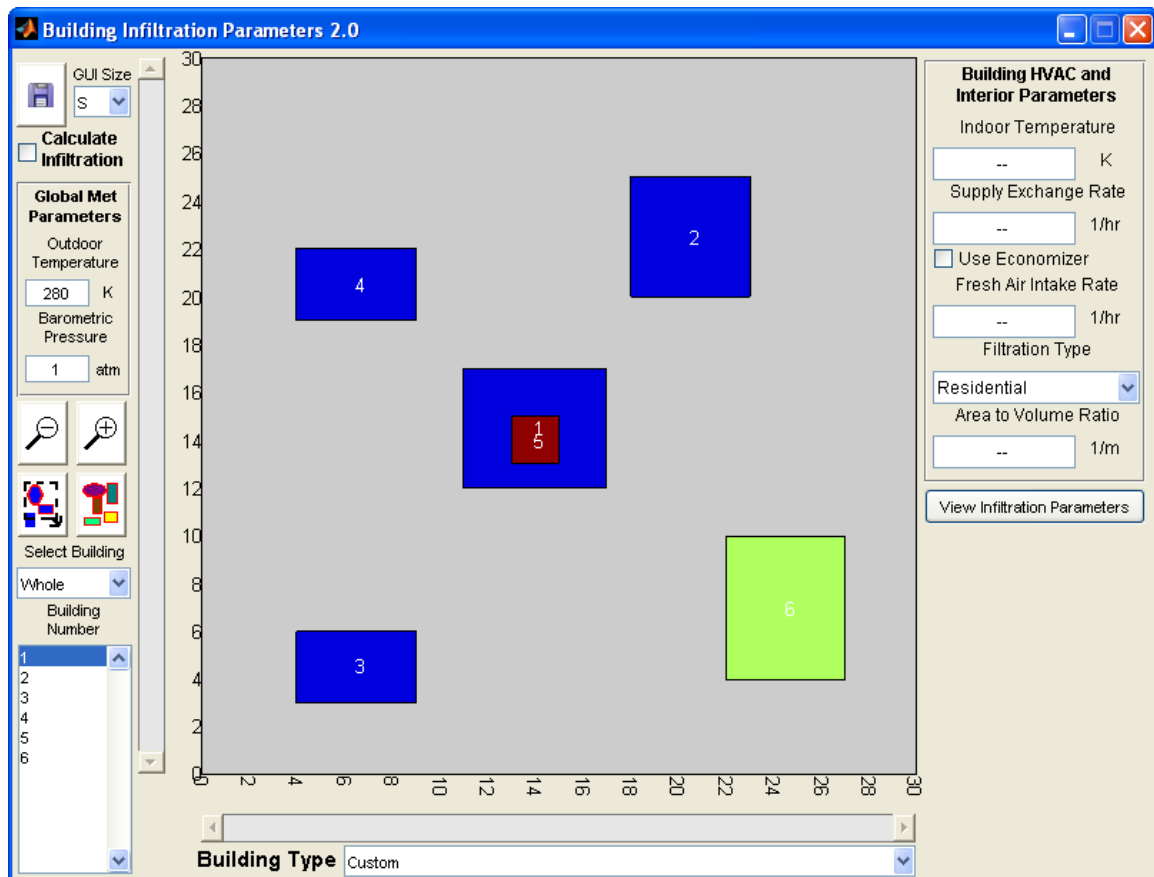 Building Infiltration Parameters 2.0
GUI Size
S
Calculate
Infiltration
Global Met
Parameters
Outdoor
Temperature
280 K
Barometric
Pressure
1 atm
Select Building
Whole
Building
Number
1
2
3
4
5
6
30
28
26
24
22
20
18
16
14
12
10
8
6
4
2
0
0 2 4 6 8 10 12 14 16 18 20 22 24 26 28 30
2
4
1
5
6
3
Building Type Custom
Building HVAC and
Interior Parameters
Indoor Temperature
-- K
Supply Exchange Rate
-- 1/hr
Use Economizer
Fresh Air Intake Rate
-- 1/hr
Filtration Type
Residential
Area to Volume Ratio
-- 1/m
View Infiltration Parameters